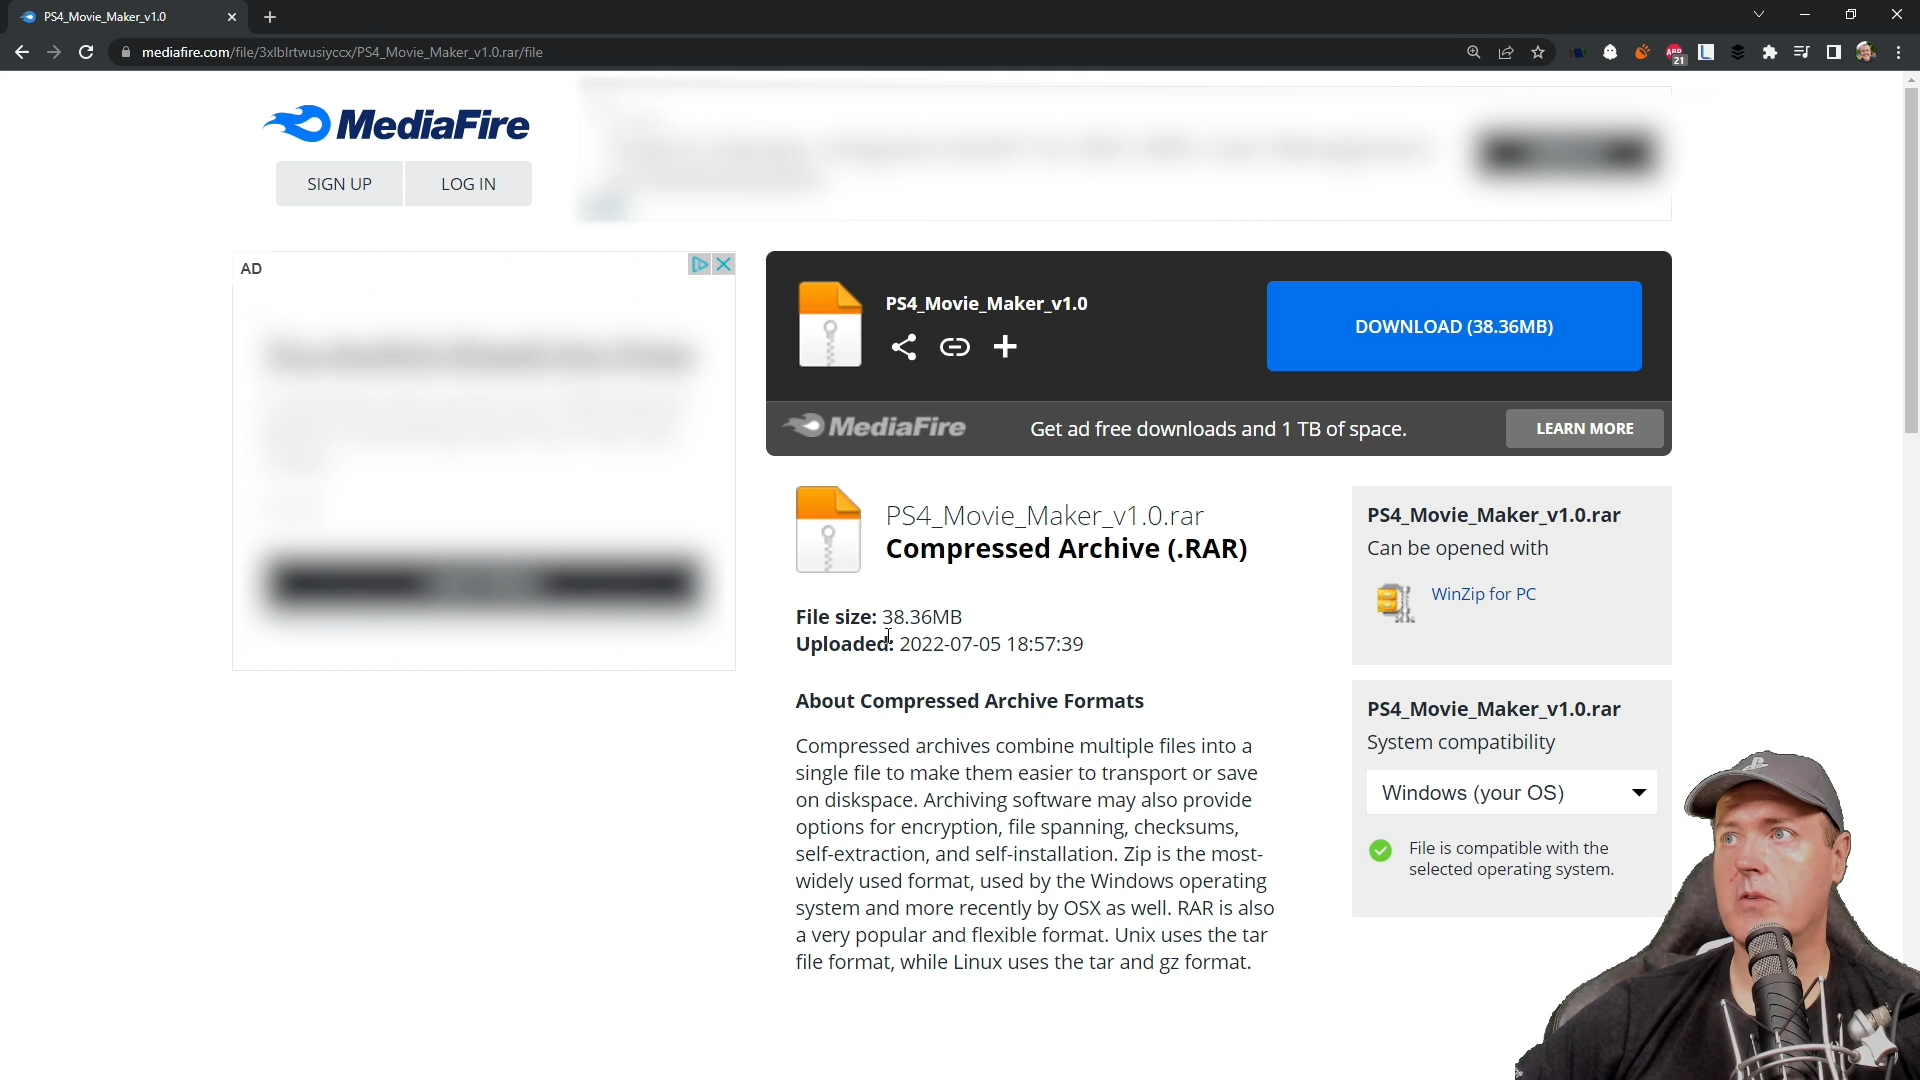 PS4_Movie_Maker_v1.0
mediafire.com/file/3xlblrtwusiyccx/PS4_Movie_Maker_v1.0.rar/file
ABP
21
L
MediaFire
SIGN UP
LOG IN
AD
PS4_Movie_Maker_v1.0
DOWNLOAD (38.36MB)
MediaFire
Get ad free downloads and 1 TB of space.
LEARN MORE
PS4_Movie_Maker_v1.0.rar
Compressed Archive (.RAR)
File size: 38.36MB
Uploaded: 2022-07-05 18:57:39
About Compressed Archive Formats
Compressed archives combine multiple files into a
single file to make them easier to transport or save
on diskspace. Archiving software may also provide
options for encryption, file spanning, checksums,
self-extraction, and self-installation. Zip is the most-
widely used format, used by the Windows operating
system and more recently by OSX as well. RAR is also
a very popular and flexible format. Unix uses the tar
file format, while Linux uses the tar and gz format.
PS4_Movie_Maker_v1.0.rar
Can be opened with
WinZip for PC
PS4_Movie_Maker_v1.0.rar
System compatibility
Windows (your OS)
File is compatible with the
selected operating system.